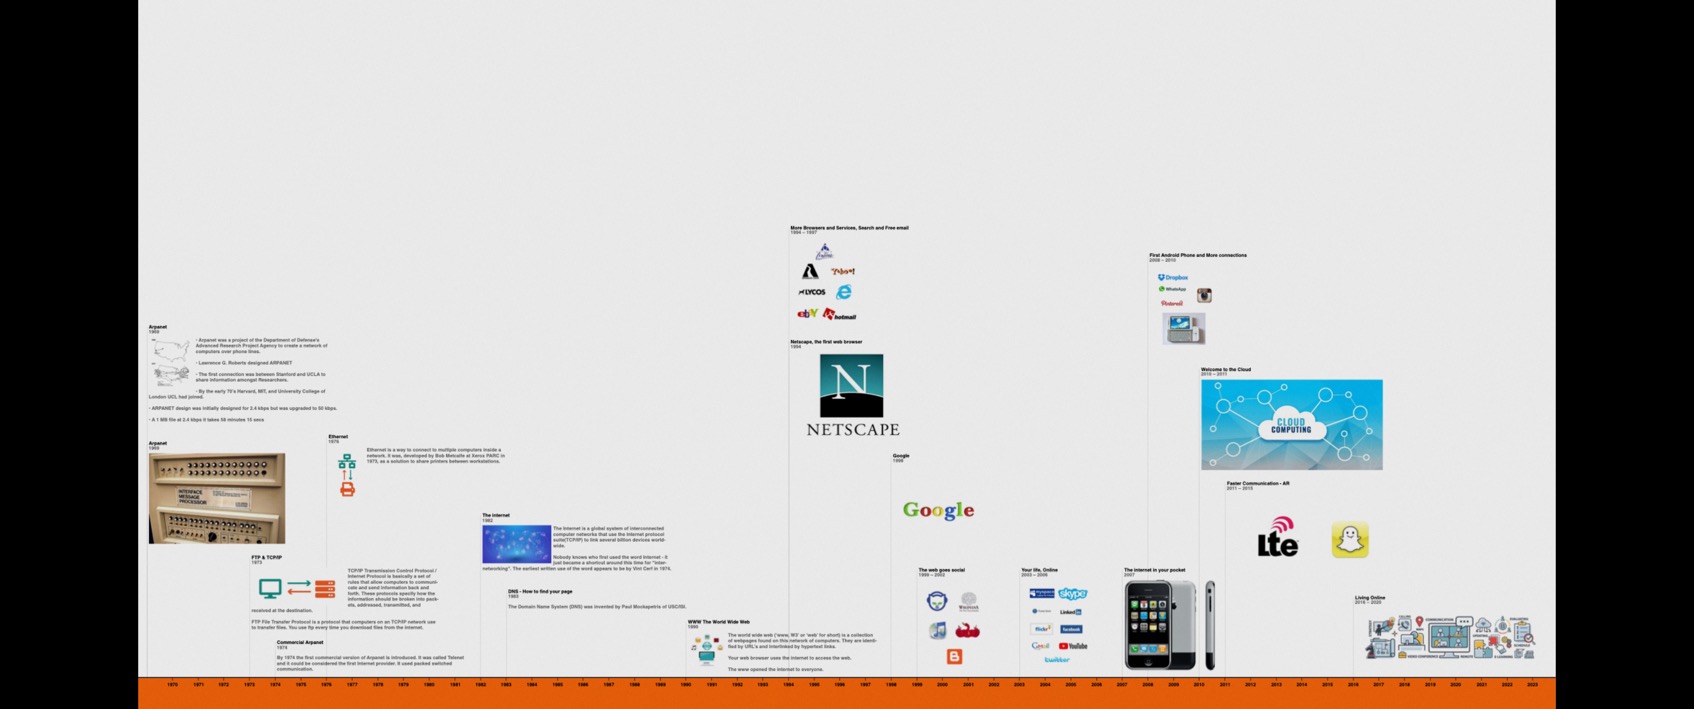 More Browsers and Services, Search and Free email
1994 – 1997
YAHOO!
LYCOS
ebY
hotmail
Netscape, the first web browser
1994
N
NETSCAPE
First Android Phone and More connections
2008 – 2010
Dropbox
WhatsApp
Pinterest
Arpanet
1969
- Arpanet was a project of the Department of Defense's
Advanced Research Project Agency to create a network of
computers over phone lines.
- Lawrence G. Roberts designed ARPANET
- The first connection was between Stanford and UCLA to
share information amongst Researchers.
- By the early 70's Harvard, MIT, and University College of
London UCL had joined.
- ARPANET design was initially designed for 2.4 kbps but was upgraded to 50 kbps.
- A 1 MB file at 2.4 kbps it takes 58 minutes 15 secs
Welcome to the Cloud
2010 – 2011
CLOUD
COMPUTING
Arpanet
1969
INTERFACE
MESSAGE
PROCESSOR
Ethernet
1976
Ethernet is a way to connect to multiple computers inside a
network. It was, developed by Bob Metcalfe at Xerox PARC in
1973, as a solution to share printers between workstations.
Google
1998
Google
Faster Communication - AR
2011 – 2015
Lte
The Internet
1982
The Internet is a global system of interconnected
computer networks that use the Internet protocol
suite(TCP/IP) to link several billion devices world-
wide.
Nobody knows who first used the word Internet - it
just became a shortcut around this time for "inter-
networking". The earliest written use of the word appears to be by Vint Cerf in 1974.
FTP & TCP/IP
1973
TCP/IP Transmission Control Protocol /
Internet Protocol is basically a set of
rules that allow computers to communi-
cate and send information back and
forth. These protocols specify how the
information should be broken into pack-
ets, addressed, transmitted, and
received at the destination.
FTP File Transfer Protocol is a protocol that computers on an TCP/IP network use
to transfer files. You use ftp every time you download files from the internet.
DNS - How to find your page
1983
The Domain Name System (DNS) was invented by Paul Mockapetris of USC/ISI.
Commercial Arpanet
1974
By 1974 the first commercial version of Arpanet is introduced. It was called Telenet
and it could be considered the first internet provider. It used packed switched
communication.
WWW The World Wide Web
1990
The world wide web ('www, 'W3' or 'web' for short) is a collection
of webpages found on this network of computers. They are identi-
fied by URL's and interlinked by hypertext links.
Your web browser uses the internet to access the web.
The www opened the internet to everyone.
The web goes social
1998 – 2002
Your life, Online
2003 – 2006
myspace
skype
LinkedIn
flickr
facebook
Gmail
YouTube
twitter
The internet in your pocket
2007
Living Online
2016 – 2020
COMMUNICATION
VIDEO CONFERENCE
1970 1971 1972 1973 1974 1975 1976 1977 1978 1979 1980 1981 1982 1983 1984 1985 1986 1987 1988 1989 1990 1991 1992 1993 1994 1995 1996 1997 1998 1999 2000 2001 2002 2003 2004 2005 2006 2007 2008 2009 2010 2011 2012 2013 2014 2015 2016 2017 2018 2019 2020 2021 2022 2023